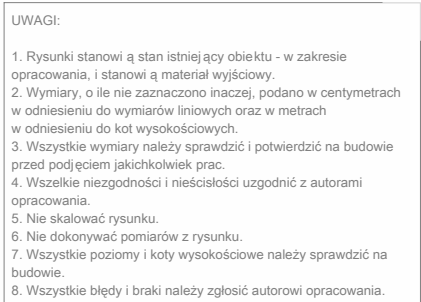 UWAGI:
1. Rysunki stanowią stan istniejący obiektu - w zakresie
opracowania, i stanowią materiał wyjściowy.
2. Wymiary, o ile nie zaznaczono inaczej, podano w centymetrach
w odniesieniu do wymiarów liniowych oraz w metrach
w odniesieniu do kot wysokościowych.
3. Wszystkie wymiary należy sprawdzić i potwierdzić na budowie
przed podjęciem jakichkolwiek prac.
4. Wszelkie niezgodności i nieścisłości uzgodnić z autorami
opracowania.
5. Nie skalować rysunku.
6. Nie dokonywać pomiarów z rysunku.
7. Wszystkie poziomy i koty wysokościowe należy sprawdzić na
budowie.
8. Wszystkie błędy i braki należy zgłosić autorowi opracowania.